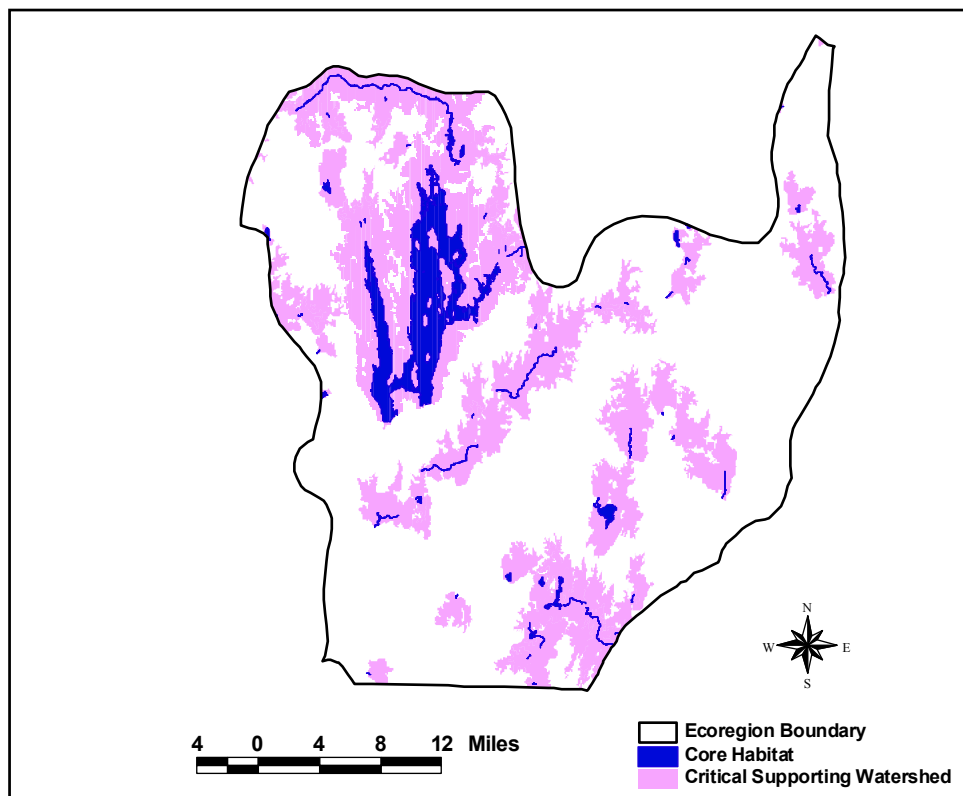 N
W E
S
4 0 4 8 12 Miles
Ecoregion Boundary
Core Habitat
Critical Supporting Watershed